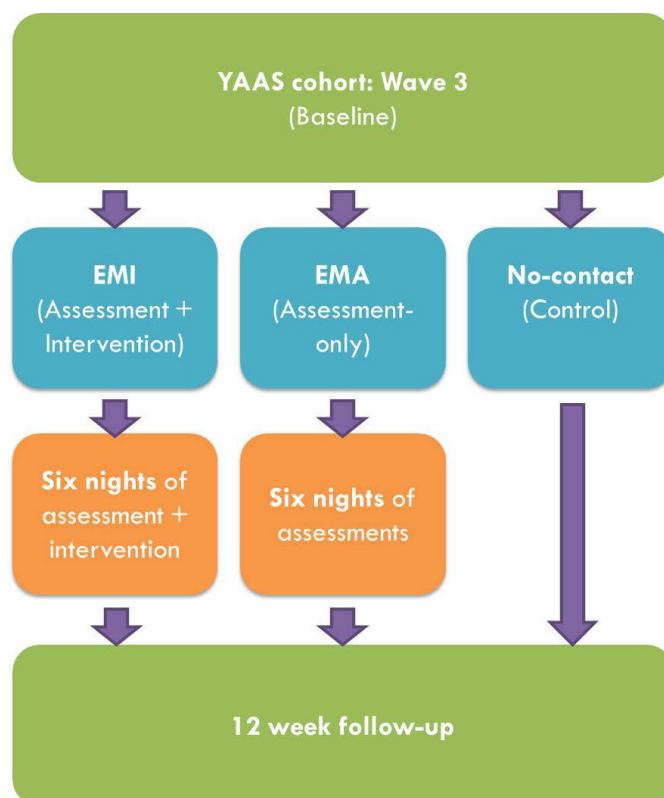 YAAS cohort: Wave 3
(Baseline)
EMI
(Assessment +
Intervention)
EMA
(Assessment-
only)
No-contact
(Control)
Six nights of
assessment +
intervention
Six nights of
assessments
12 week follow-up